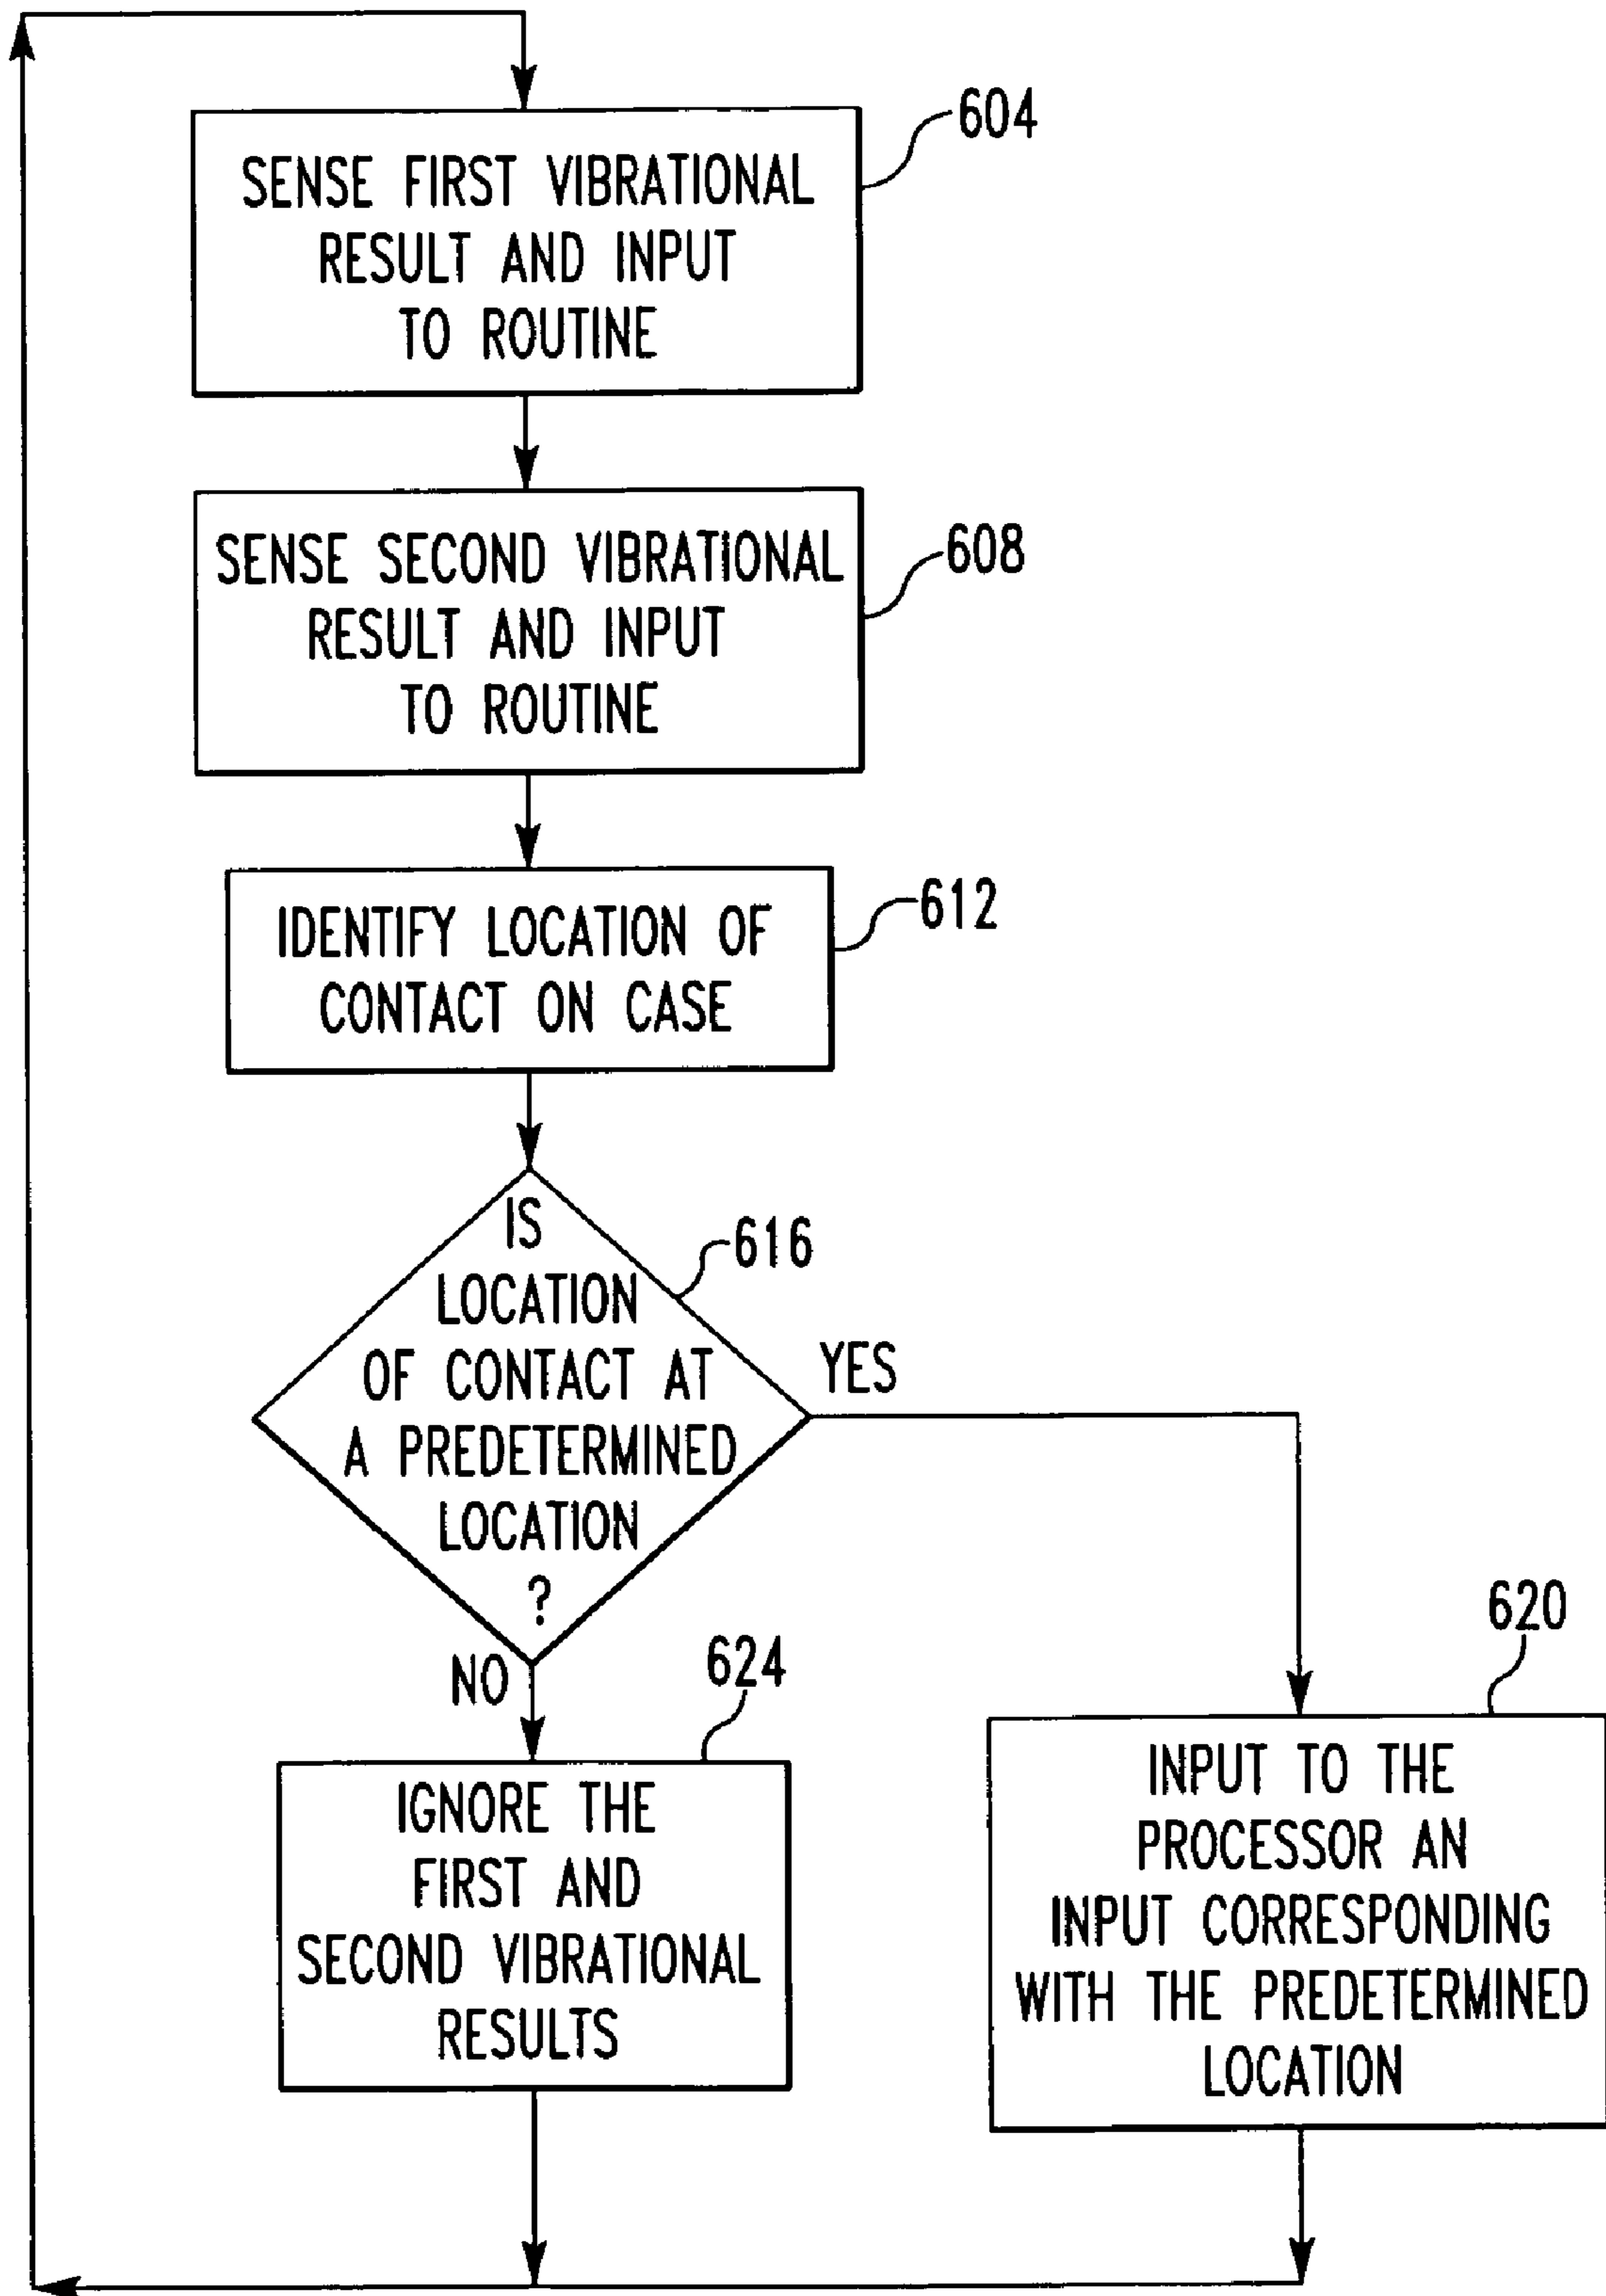 604
SENSE FIRST VIBRATIONAL
RESULT AND INPUT
TO ROUTINE
608
SENSE SECOND VIBRATIONAL
RESULT AND INPUT
TO ROUTINE
612
IDENTIFY LOCATION OF
CONTACT ON CASE
616
IS
LOCATION
OF CONTACT AT
A PREDETERMINED
LOCATION
?
YES
NO
624
IGNORE THE
FIRST AND
SECOND VIBRATIONAL
RESULTS
620
INPUT TO THE
PROCESSOR AN
INPUT CORRESPONDING
WITH THE PREDETERMINED
LOCATION